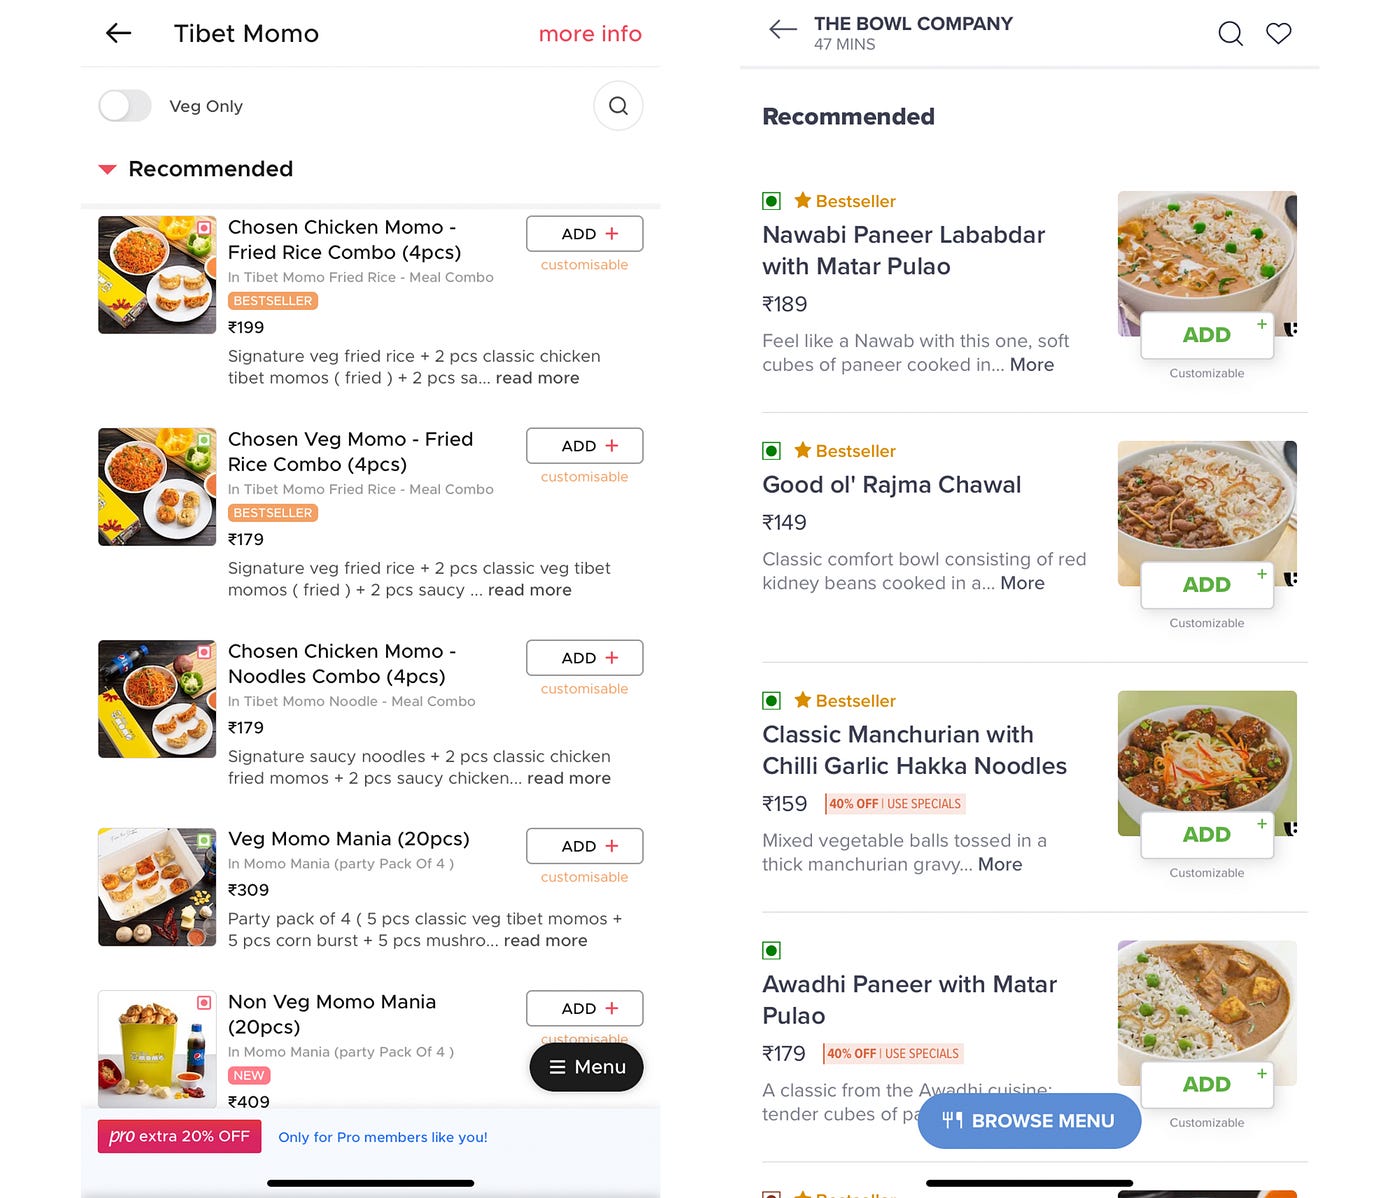 Tibet Momo
more info
Veg Only
Recommended
Chosen Chicken Momo -
Fried Rice Combo (4pcs)
In Tibet Momo Fried Rice - Meal Combo
BESTSELLER
₹199
Signature veg fried rice + 2 pcs classic chicken
tibet momos ( fried ) + 2 pcs sa... read more
ADD +
customisable
Chosen Veg Momo - Fried
Rice Combo (4pcs)
In Tibet Momo Fried Rice - Meal Combo
BESTSELLER
₹179
Signature veg fried rice + 2 pcs classic veg tibet
momos ( fried ) + 2 pcs saucy ... read more
ADD +
customisable
Chosen Chicken Momo -
Noodles Combo (4pcs)
In Tibet Momo Noodle - Meal Combo
₹179
Signature saucy noodles + 2 pcs classic chicken
fried momos + 2 pcs saucy chicken... read more
ADD +
customisable
Veg Momo Mania (20pcs)
In Momo Mania (party Pack Of 4 )
₹309
Party pack of 4 ( 5 pcs classic veg tibet momos +
5 pcs corn burst + 5 pcs mushro... read more
ADD +
customisable
Non Veg Momo Mania
(20pcs)
In Momo Mania (party Pack Of 4 )
NEW
₹409
ADD +
customisable
Menu
pro extra 20% OFF
Only for Pro members like you!
THE BOWL COMPANY
47 MINS
Recommended
Bestseller
Nawabi Paneer Lababdar
with Matar Pulao
₹189
Feel like a Nawab with this one, soft
cubes of paneer cooked in... More
ADD +
Customizable
Bestseller
Good ol' Rajma Chawal
₹149
Classic comfort bowl consisting of red
kidney beans cooked in a... More
ADD +
Customizable
Bestseller
Classic Manchurian with
Chilli Garlic Hakka Noodles
₹159
40% OFF | USE SPECIALS
Mixed vegetable balls tossed in a
thick manchurian gravy... More
ADD +
Customizable
Awadhi Paneer with Matar
Pulao
₹179
40% OFF | USE SPECIALS
A classic from the Awadhi cuisine:
tender cubes of pa
ADD +
Customizable
BROWSE MENU
Bestseller